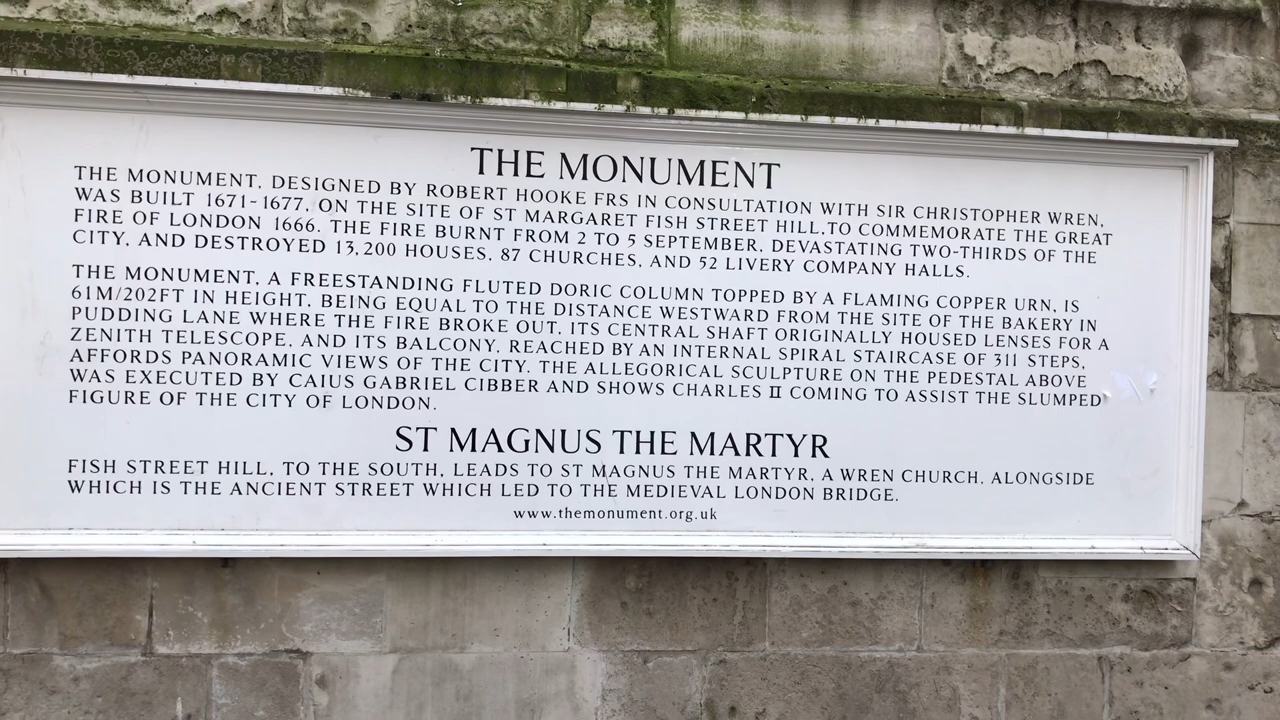 THE MONUMENT
THE MONUMENT, DESIGNED BY ROBERT HOOKE FRS IN CONSULTATION WITH SIR CHRISTOPHER WREN,
WAS BUILT 1671-1677, ON THE SITE OF ST MARGARET FISH STREET HILL,TO COMMEMORATE THE GREAT
FIRE OF LONDON 1666. THE FIRE BURNT FROM 2 TO 5 SEPTEMBER, DEVASTATING TWO-THIRDS OF THE
CITY, AND DESTROYED 13,200 HOUSES, 87 CHURCHES, AND 52 LIVERY COMPANY HALLS.
THE MONUMENT, A FREESTANDING FLUTED DORIC COLUMN TOPPED BY A FLAMING COPPER URN, IS
61M/202FT IN HEIGHT, BEING EQUAL TO THE DISTANCE WESTWARD FROM THE SITE OF THE BAKERY IN
PUDDING LANE WHERE THE FIRE BROKE OUT. ITS CENTRAL SHAFT ORIGINALLY HOUSED LENSES FOR A
ZENITH TELESCOPE, AND ITS BALCONY, REACHED BY AN INTERNAL SPIRAL STAIRCASE OF 311 STEPS,
AFFORDS PANORAMIC VIEWS OF THE CITY. THE ALLEGORICAL SCULPTURE ON THE PEDESTAL ABOVE
WAS EXECUTED BY CAIUS GABRIEL CIBBER AND SHOWS CHARLES II COMING TO ASSIST THE SLUMPED
FIGURE OF THE CITY OF LONDON.
ST MAGNUS THE MARTYR
FISH STREET HILL, TO THE SOUTH, LEADS TO ST MAGNUS THE MARTYR, A WREN CHURCH, ALONGSIDE
WHICH IS THE ANCIENT STREET WHICH LED TO THE MEDIEVAL LONDON BRIDGE.
www.themonument.org.uk